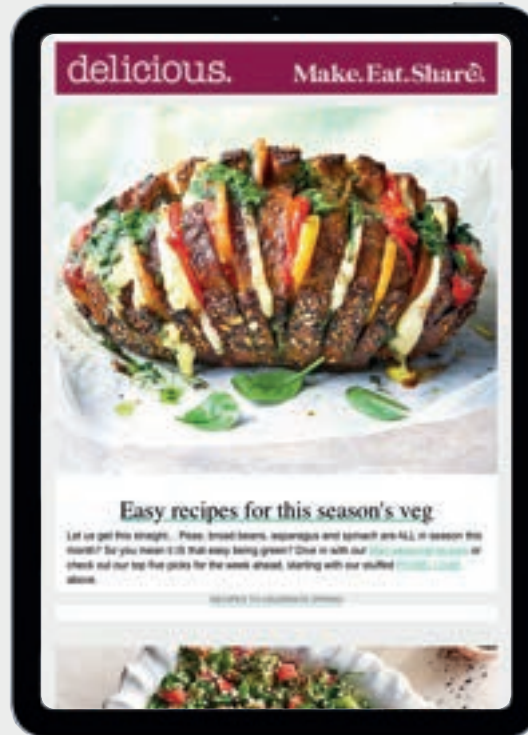 delicious.
Make.Eat.Share.
Easy recipes for this season's veg
Let us get this straight... Peas, broad beans, asparagus and spinach are ALL in season this
month? So you mean it IS that easy being green? Dive in with our or
check out our top five picks for the week ahead, starting with our stuffed
above.